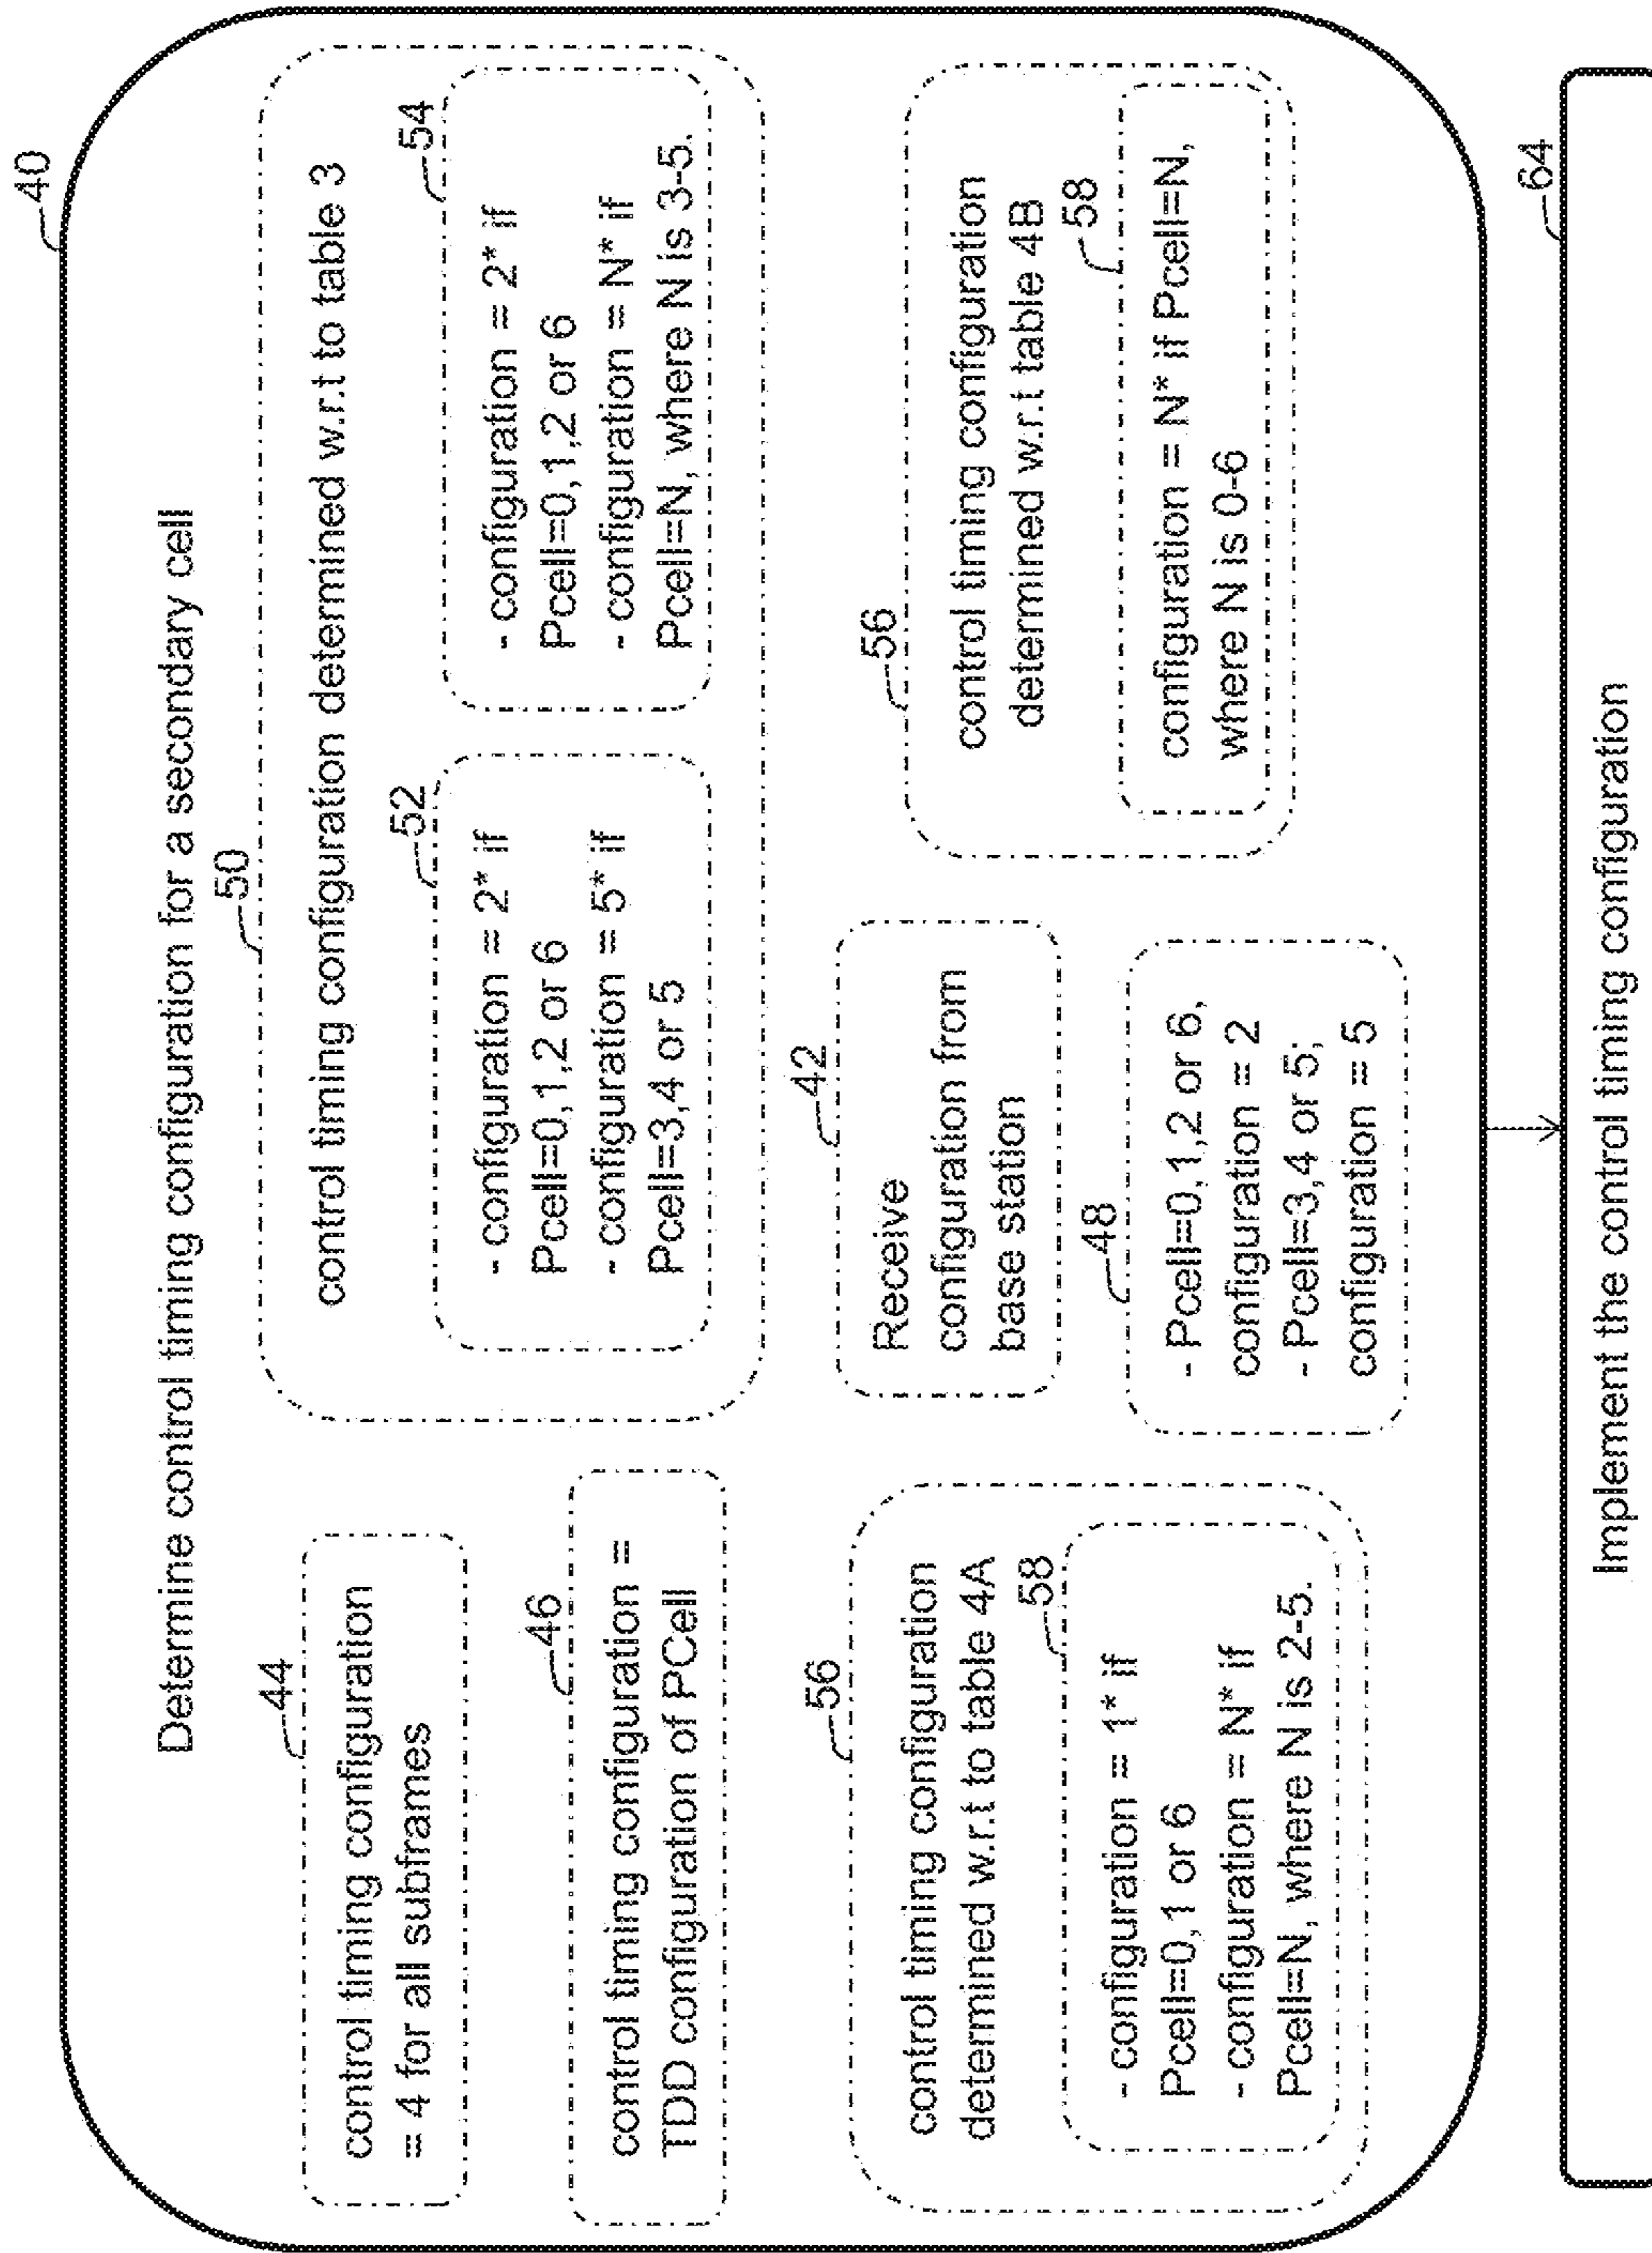 40
Determine control timing configuration for a secondary cell
44
control timing configuration
= 4 for all subframes
46
control timing configuration =
TDD configuration of PCell
50
control timing configuration determined w.r.t to table 3
52
- configuration = 2* if
Pcell=0,1,2 or 6
- configuration = 5* if
Pcell=3,4 or 5
54
- configuration = 2* if
Pcell=0,1,2 or 6
- configuration = N* if
Pcell=N, where N is 3-5.
56
control timing configuration
determined w.r.t to table 4A
58
- configuration = 1* if
Pcell=0,1 or 6
- configuration = N* if
Pcell=N, where N is 2-5.
42
Receive
configuration from
base station
48
- Pcell=0,1,2 or 6,
configuration = 2
- Pcell=3,4 or 5;
configuration = 5
56
control timing configuration
determined w.r.t table 4B
58
configuration = N* if Pcell=N,
where N is 0-6
64
Implement the control timing configuration